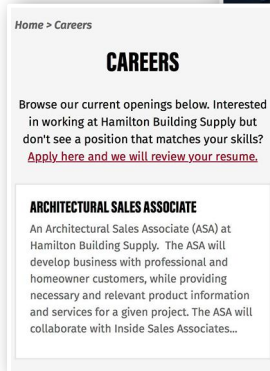 Home > Careers
CAREERS
Browse our current openings below. Interested
in working at Hamilton Building Supply but
don't see a position that matches your skills?
Apply here and we will review your resume.
ARCHITECTURAL SALES ASSOCIATE
An Architectural Sales Associate (ASA) at
Hamilton Building Supply. The ASA will
develop business with professional and
homeowner customers, while providing
necessary and relevant product information
and services for a given project. The ASA will
collaborate with Inside Sales Associates...